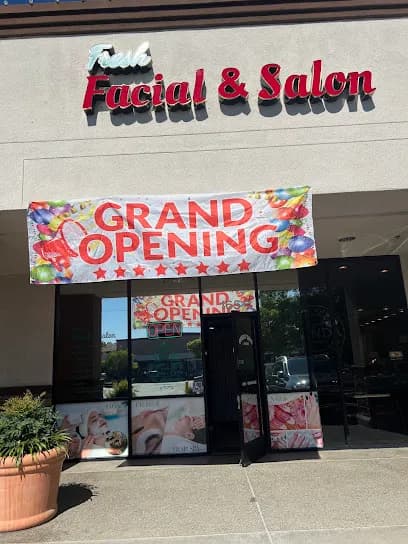 Fresh
Facial & Salon
GRAND
OPENING
GRAND
OPENING
OPEN